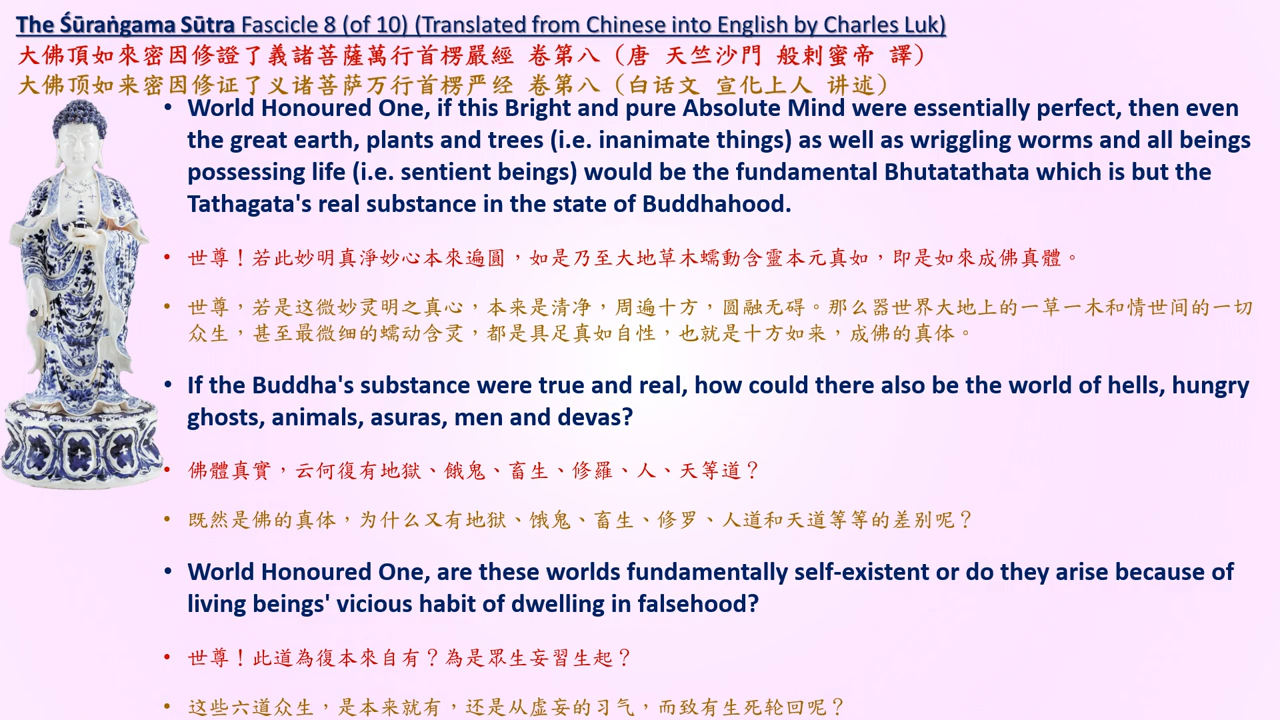 The Śūraṅgama Sūtra Fascicle 8 (of 10) (Translated from Chinese into English by Charles Luk)
大佛頂如來密因修證了義諸菩薩萬行首楞嚴經 卷第八（唐 天竺沙門 般剌蜜帝 譯）
大佛顶如来密因修证了义诸菩萨万行首楞严经 卷第八（白话文 宣化上人 讲述）
• World Honoured One, if this Bright and pure Absolute Mind were essentially perfect, then even
the great earth, plants and trees (i.e. inanimate things) as well as wriggling worms and all beings
possessing life (i.e. sentient beings) would be the fundamental Bhutatathata which is but the
Tathagata's real substance in the state of Buddhahood.
• 世尊！若此妙明真淨妙心本來遍圓，如是乃至大地草木蠕動含靈本元真如，即是如來成佛真體。
• 世尊，若是这微妙灵明之真心，本来是清净，周遍十方，圆融无碍。那么器世界大地上的一草一木和情世间的一切
众生，甚至最微细的蠕动含灵，都是具足真如自性，也就是十方如来，成佛的真体。
• If the Buddha's substance were true and real, how could there also be the world of hells, hungry
ghosts, animals, asuras, men and devas?
• 佛體真實，云何復有地獄、餓鬼、畜生、修羅、人、天等道？
• 既然是佛的真体，为什么又有地狱、饿鬼、畜生、修罗、人道和天道等等的差别呢？
• World Honoured One, are these worlds fundamentally self-existent or do they arise because of
living beings' vicious habit of dwelling in falsehood?
• 世尊！此道為復本來自有？為是眾生妄習生起？
• 这些六道众生，是本来就有，还是从虚妄的习气，而致有生死轮回呢？